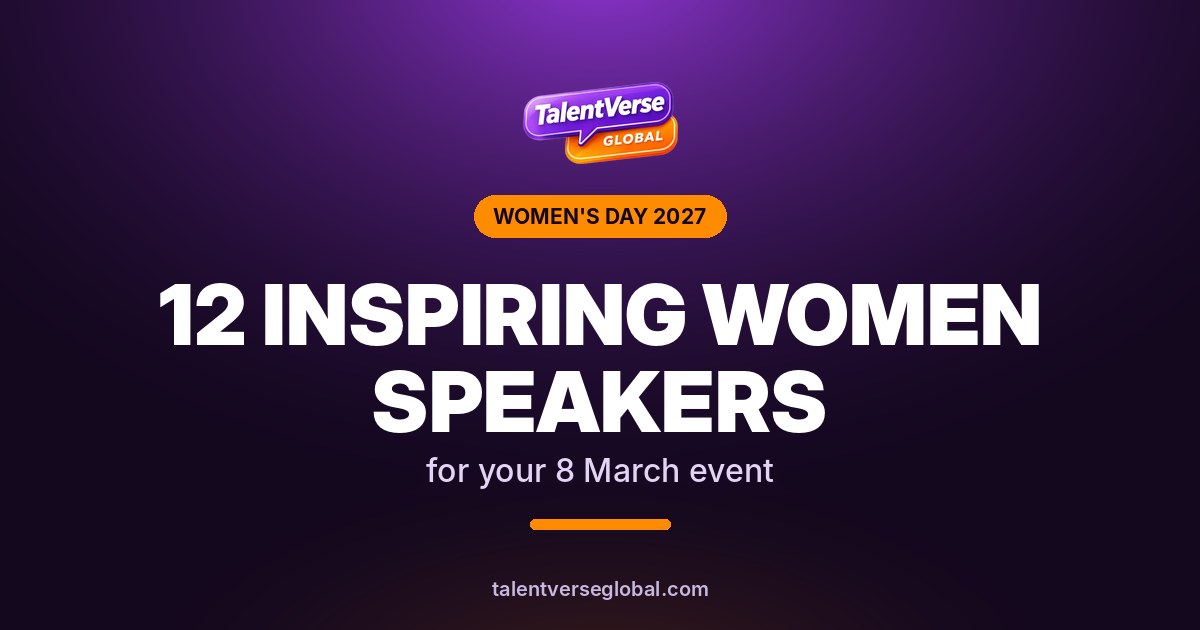 TalentVerse
GLOBAL
WOMEN'S DAY 2027
12 INSPIRING WOMEN
SPEAKERS
for your 8 March event
talentverseglobal.com